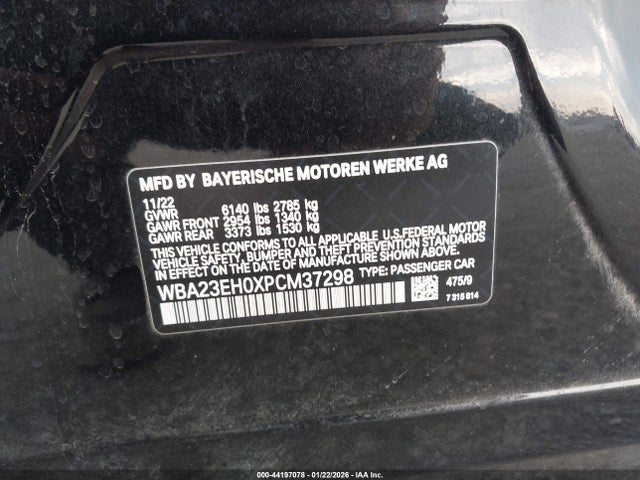 MFD BY BAYERISCHE MOTOREN WERKE AG
11/22
GVWR 6140 lbs 2785 kg
GAWR FRONT 2954 lbs 1340 kg
GAWR REAR 3373 lbs 1530 kg
THIS VEHICLE CONFORMS TO ALL APPLICABLE U.S.FEDERAL MOTOR
VEHICLE SAFETY, BUMPER AND THEFT PREVENTION STANDARDS
IN EFFECT ON THE DATE OF MANUFACTURE SHOWN ABOVE.
WBA23EH0XPCM37298 TYPE: PASSENGER CAR
475/9
7 316 614
000-44197078 - 01/22/2026 - IAA Inc.